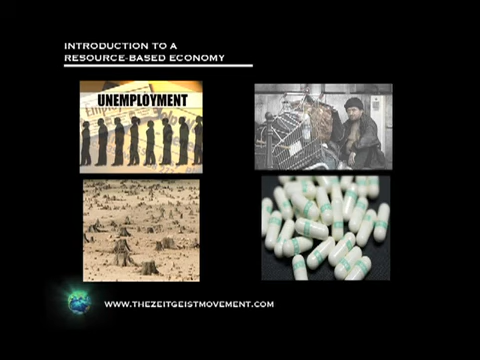 INTRODUCTION TO A
RESOURCE-BASED ECONOMY
UNEMPLOYMENT
WWW.THEZEITGEISTMOVEMENT.COM